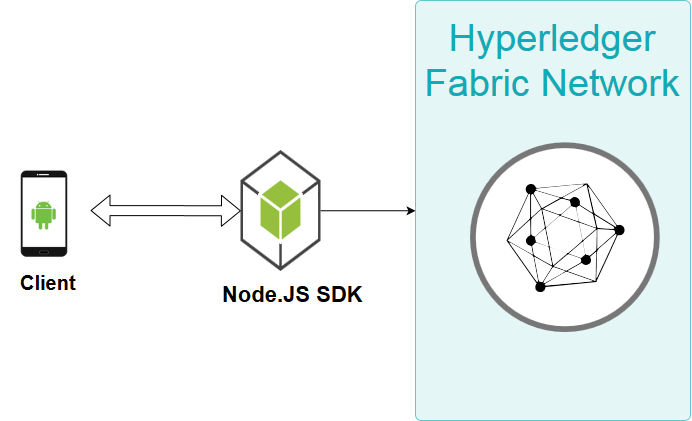 Hyperledger
Fabric Network
Client
Node.JS SDK